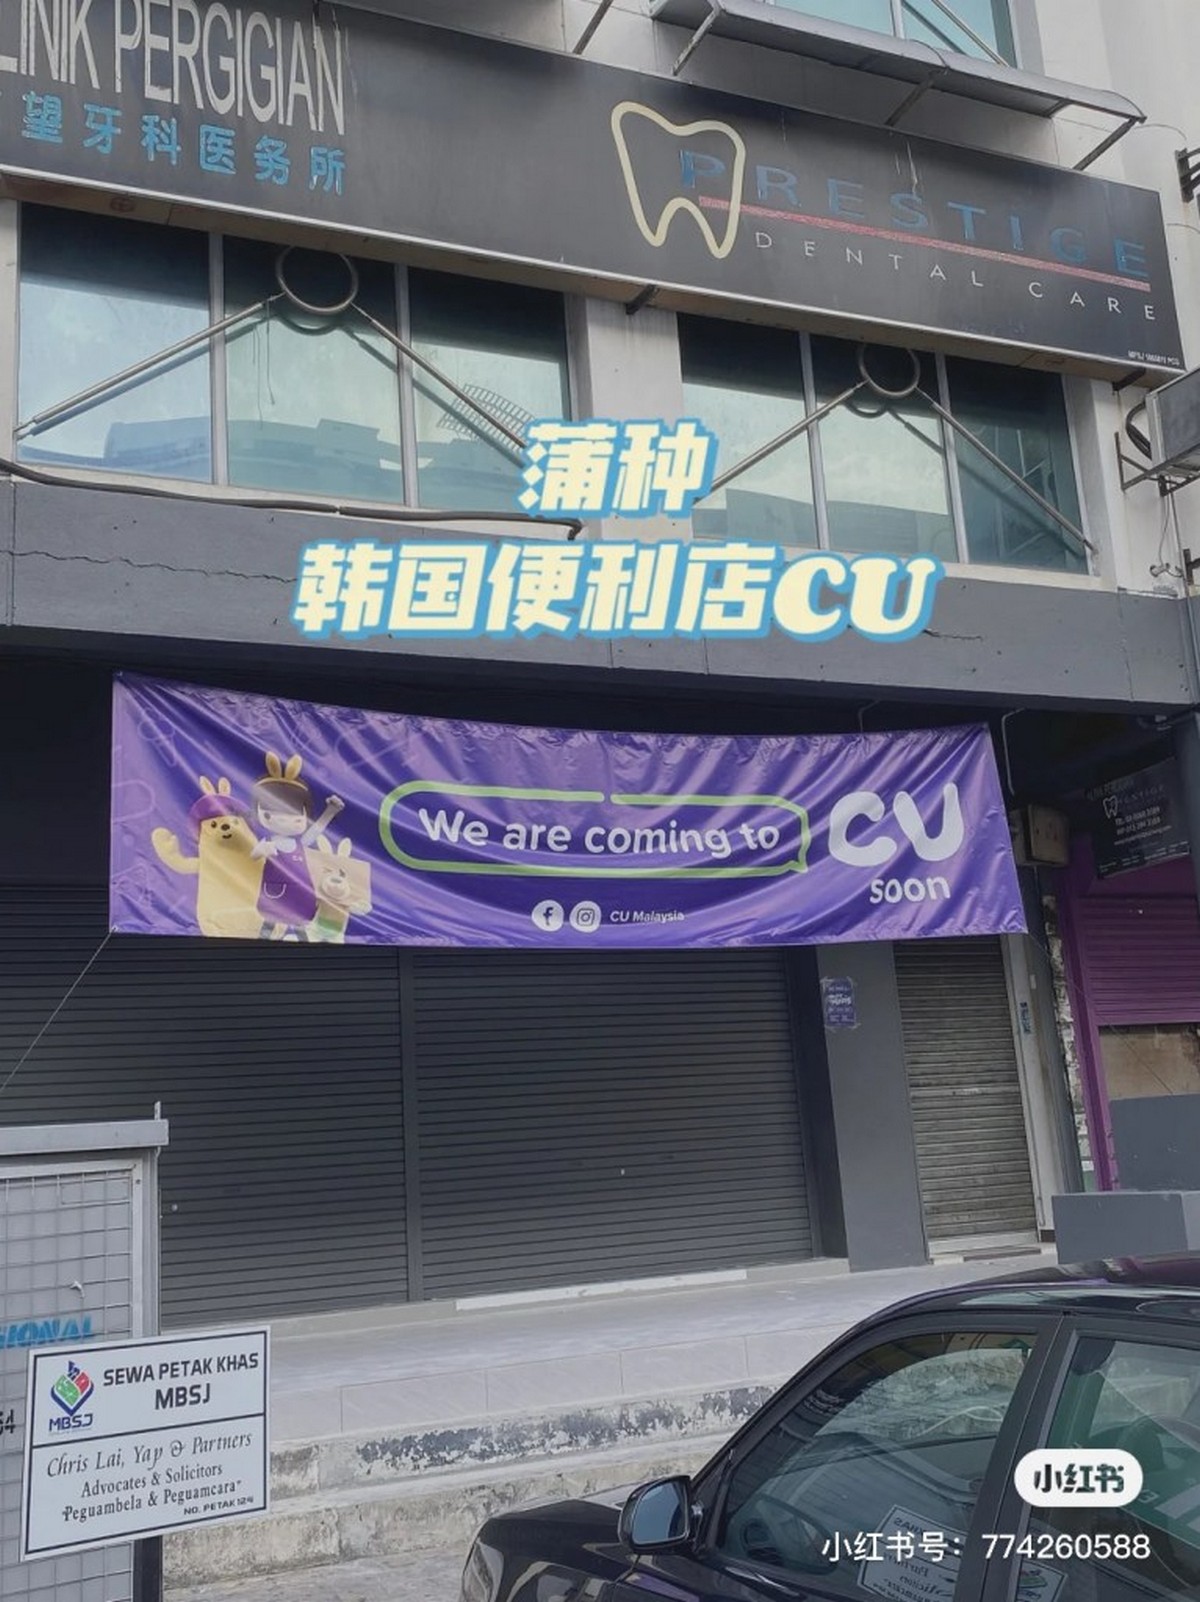 LINIK PERGIGIAN
望牙科医务所
PRESTIGE
DENTAL CARE
蒲种
韩国便利店CU
We are coming to
CU
soon
CU Malaysia
PRESTIGE
SEWA PETAK KHAS
MBSJ
MBSJ
Chris Lai, Yap & Partners
Advocates & Solicitors
"Peguambela & Peguamcara"
NO. PETAK 124
小红书
小红书号：774260588